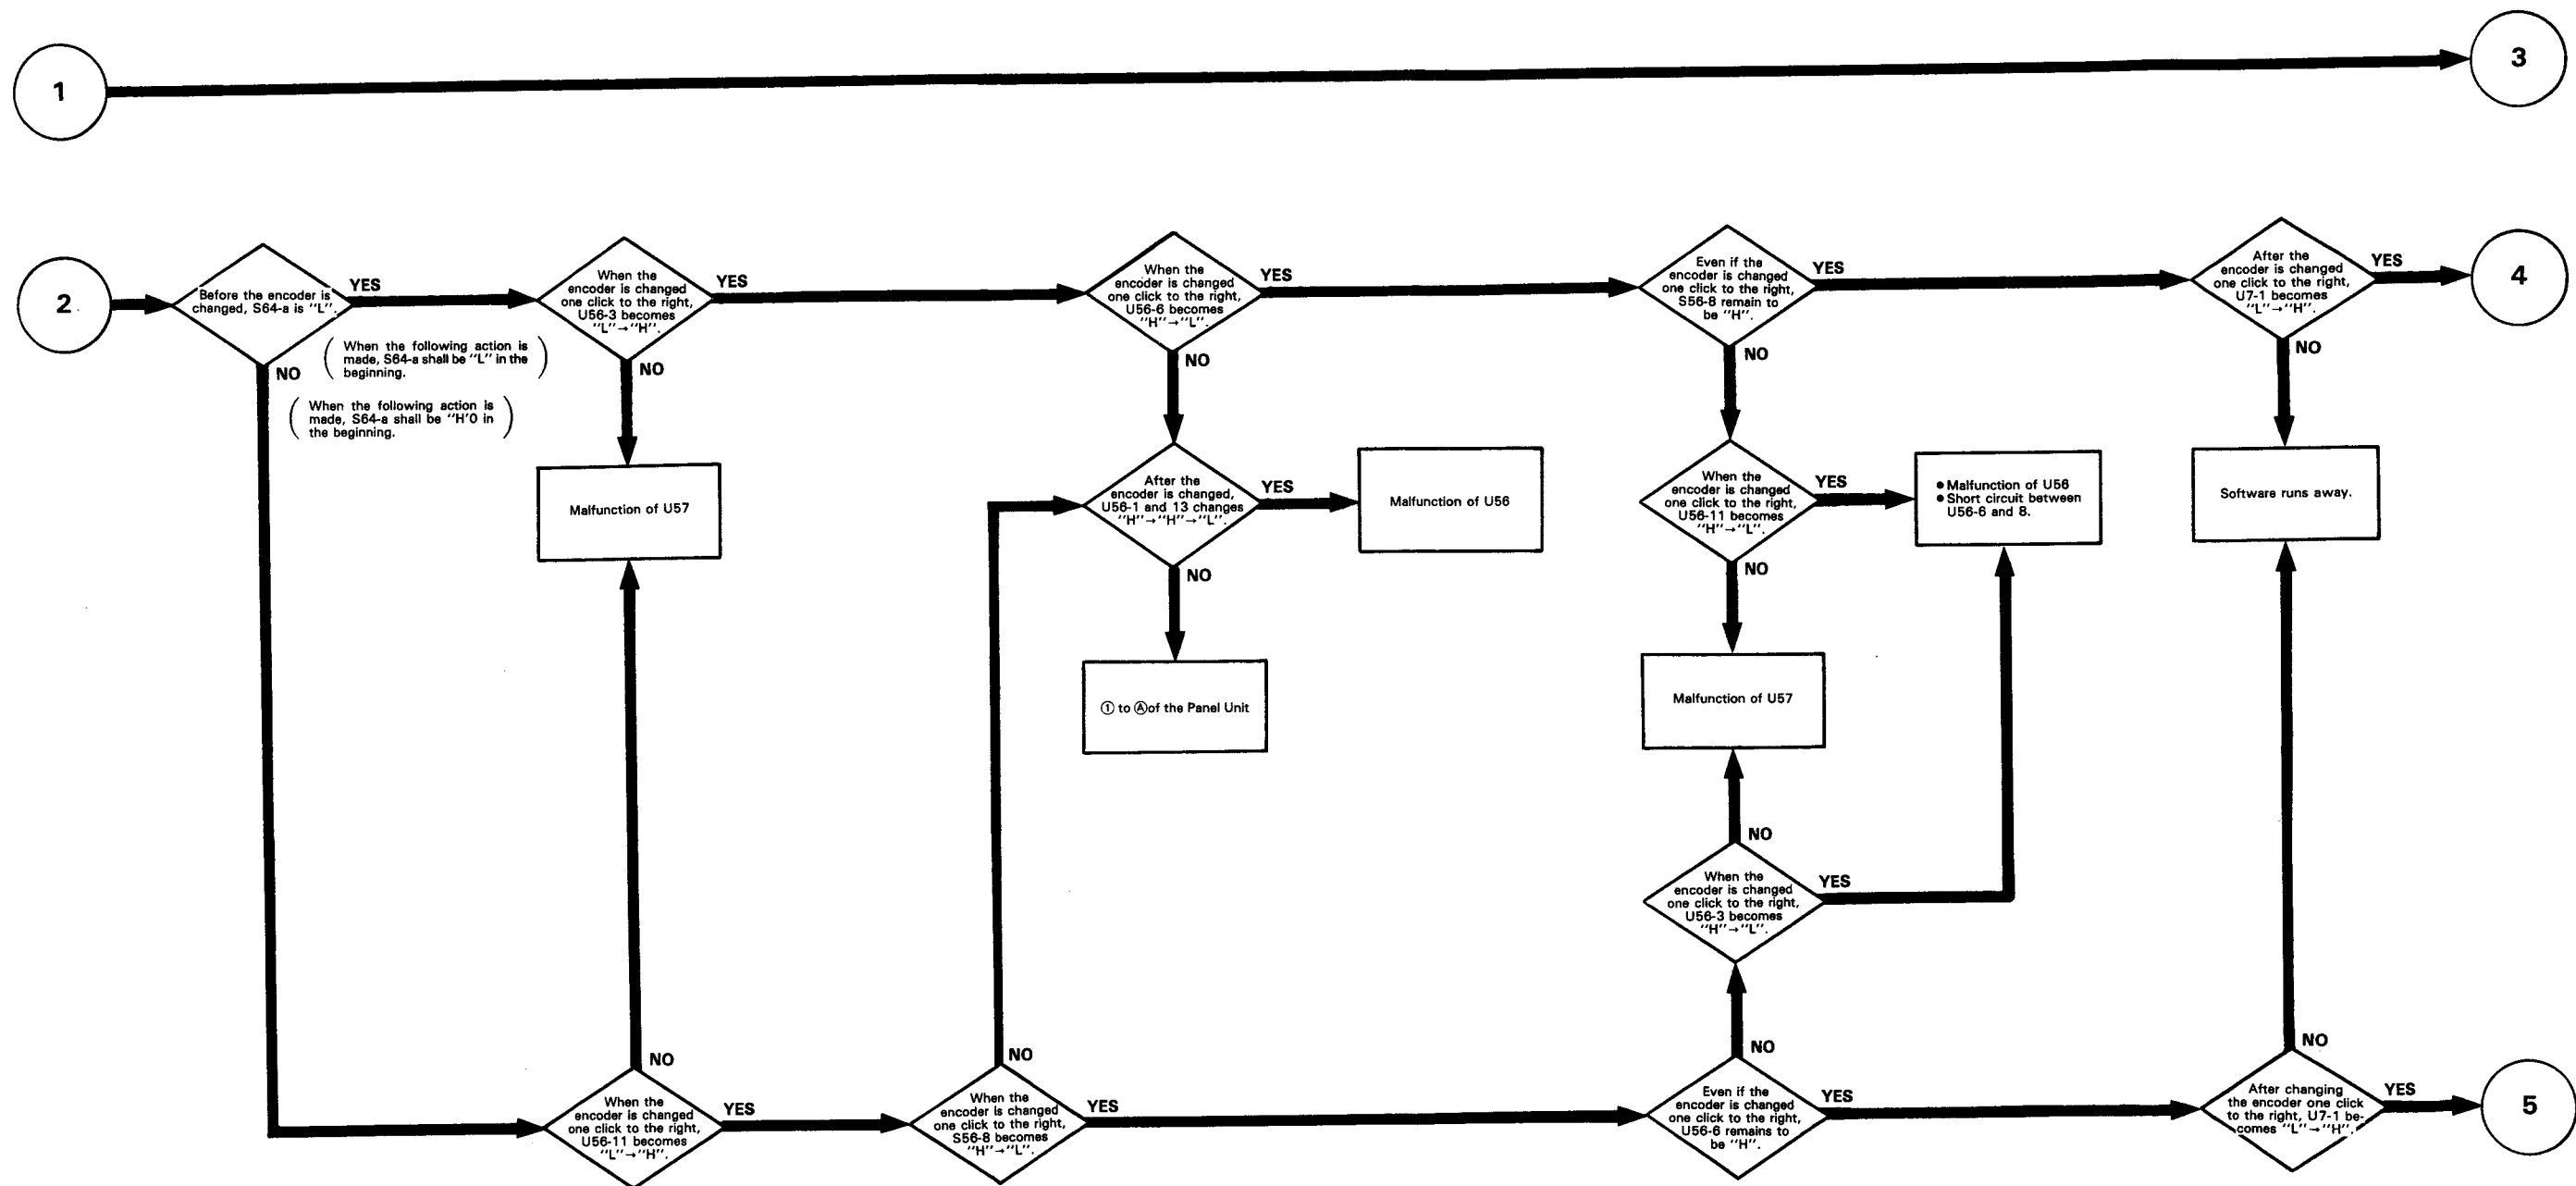 1
3
2
Before the encoder is
changed, S64-a is "L".
YES
NO
( When the following action is
made, S64-a shall be "L" in the
beginning. )
( When the following action is
made, S64-a shall be "H'0 in
the beginning. )
When the
encoder is changed
one click to the right,
U56-3 becomes
"L"→"H".
YES
NO
Malfunction of U57
When the
encoder is changed
one click to the right,
U56-6 becomes
"H"→"L".
YES
NO
After the
encoder is changed,
U56-1 and 13 changes
"H"→"H"→"L".
YES
NO
Malfunction of U56
① to Ⓐof the Panel Unit
Even if the
encoder is changed
one click to the right,
S56-8 remain to
be "H".
YES
NO
When the
encoder is changed
one click to the right,
U56-11 becomes
"H"→"L".
YES
NO
● Malfunction of U56
● Short circuit between
U56-6 and 8.
Malfunction of U57
NO
When the
encoder is changed
one click to the right,
U56-3 becomes
"H"→"L".
YES
After the
encoder is changed
one click to the right,
U7-1 becomes
"L"→"H".
YES
NO
4
Software runs away.
NO
When the
encoder is changed
one click to the right,
U56-11 becomes
"L"→"H".
YES
NO
When the
encoder is changed
one click to the right,
S56-8 becomes
"H"→"L".
YES
NO
Even if the
encoder is changed
one click to the right,
U56-6 remains to
be "H".
YES
NO
After changing
the encoder one click
to the right, U7-1 be-
comes "L"→"H".
YES
5